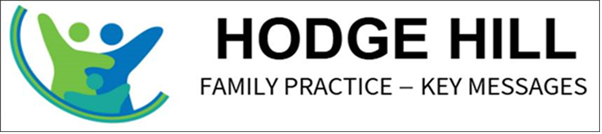 HODGE HILL
FAMILY PRACTICE – KEY MESSAGES